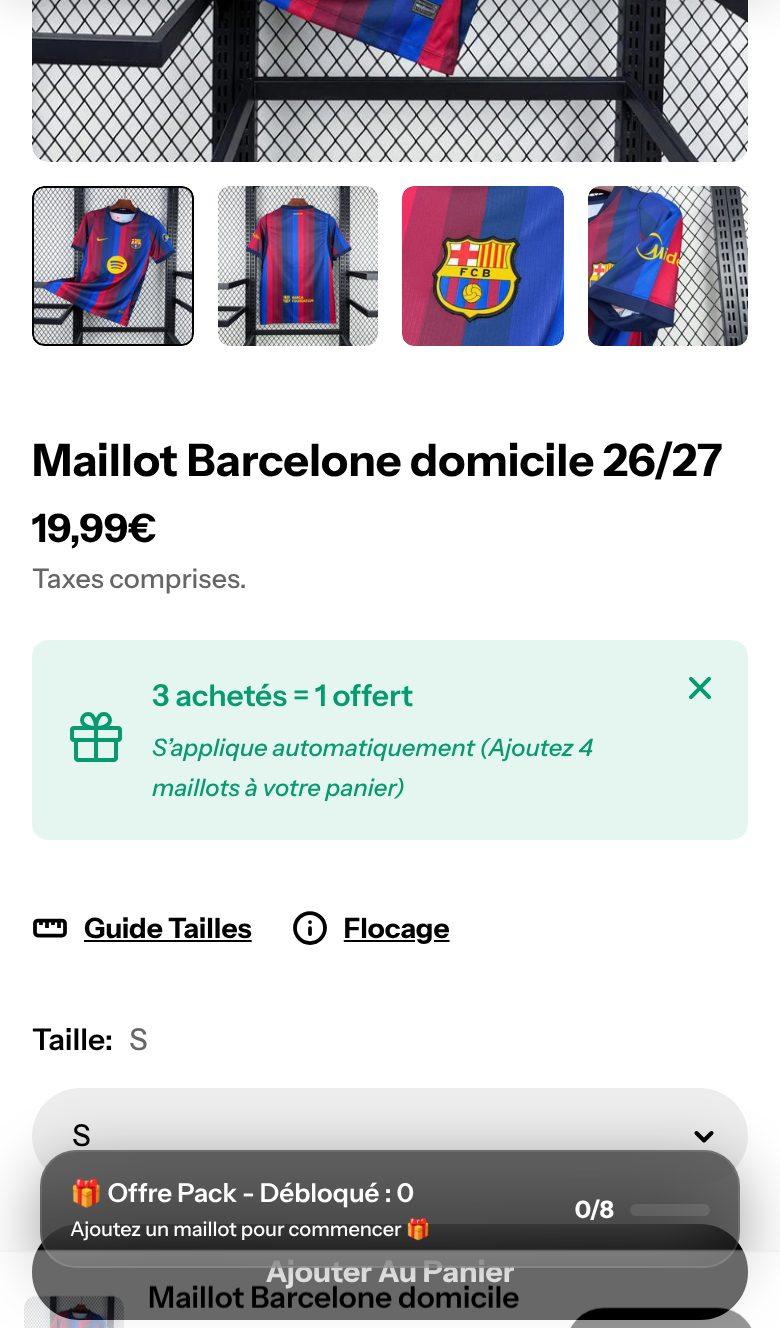 FCB
Mid
Maillot Barcelone domicile 26/27
19,99€
Taxes comprises.
3 achetés = 1 offert
S'applique automatiquement (Ajoutez 4
maillots à votre panier)
Guide Tailles
Flocage
Taille: S
S
🎁 Offre Pack - Débloqué : 0
0/8
Ajoutez un maillot pour commencer 🎁
Ajouter Au Panier
Maillot Barcelone domicile